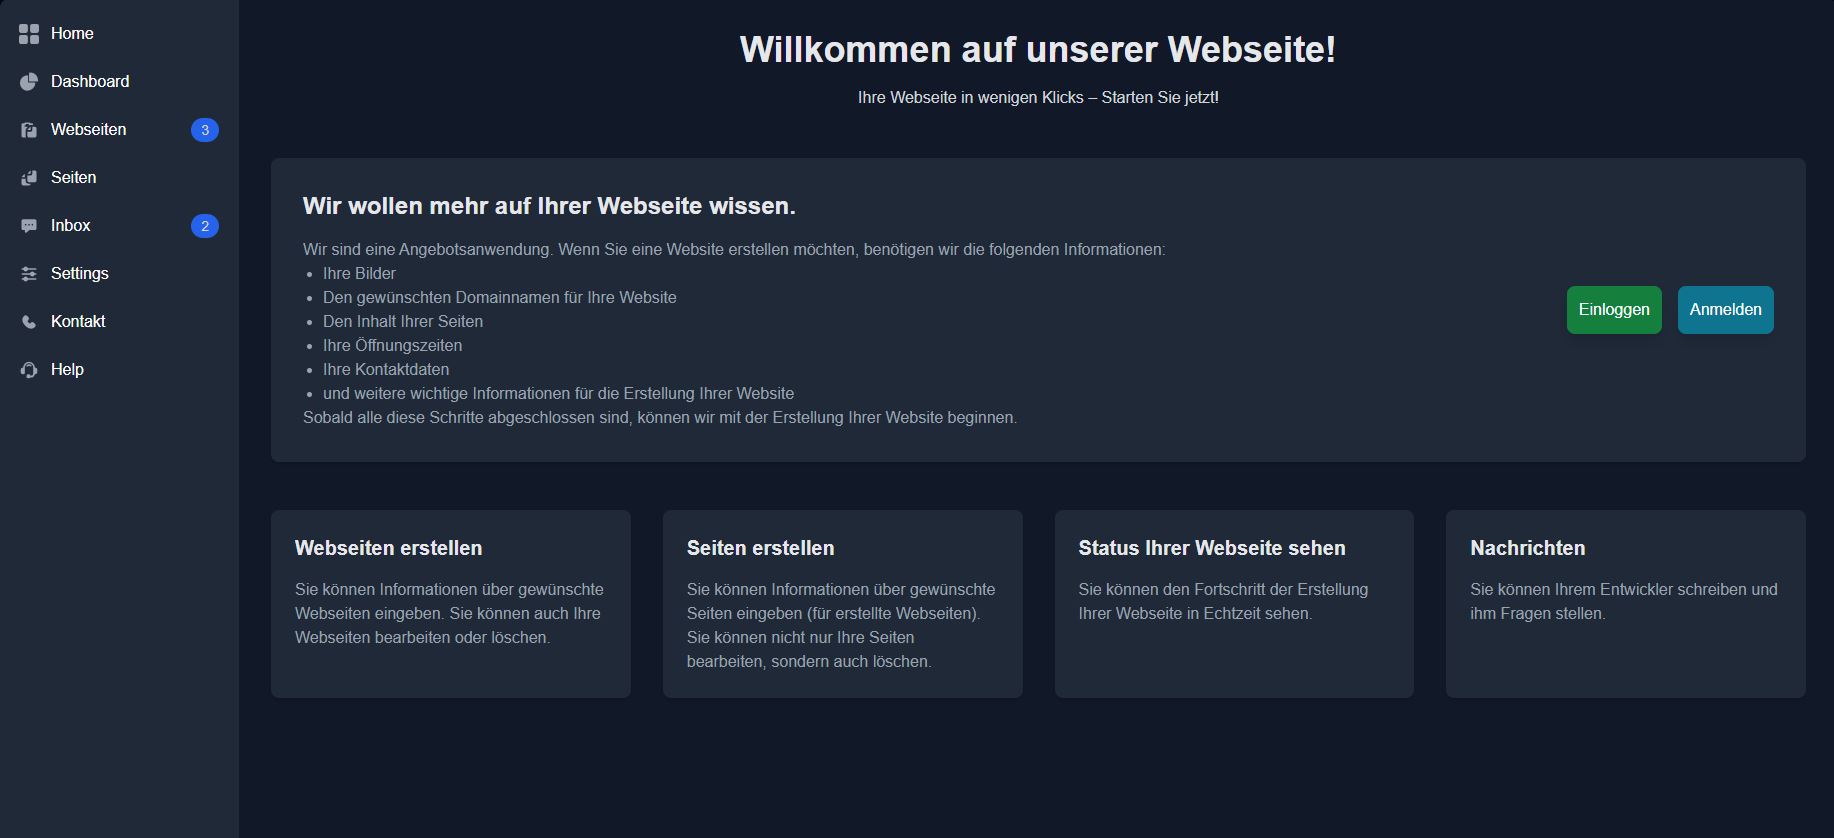 Home
Dashboard
Webseiten 3
Seiten
Inbox 2
Settings
Kontakt
Help
Willkommen auf unserer Webseite!
Ihre Webseite in wenigen Klicks – Starten Sie jetzt!
Wir wollen mehr auf Ihrer Webseite wissen.
Wir sind eine Angebotsanwendung. Wenn Sie eine Website erstellen möchten, benötigen wir die folgenden Informationen:
• Ihre Bilder
• Den gewünschten Domainnamen für Ihre Website
• Den Inhalt Ihrer Seiten
• Ihre Öffnungszeiten
• Ihre Kontaktdaten
• und weitere wichtige Informationen für die Erstellung Ihrer Website
Sobald alle diese Schritte abgeschlossen sind, können wir mit der Erstellung Ihrer Website beginnen.
Einloggen
Anmelden
Webseiten erstellen
Sie können Informationen über gewünschte
Webseiten eingeben. Sie können auch Ihre
Webseiten bearbeiten oder löschen.
Seiten erstellen
Sie können Informationen über gewünschte
Seiten eingeben (für erstellte Webseiten).
Sie können nicht nur Ihre Seiten
bearbeiten, sondern auch löschen.
Status Ihrer Webseite sehen
Sie können den Fortschritt der Erstellung
Ihrer Webseite in Echtzeit sehen.
Nachrichten
Sie können Ihrem Entwickler schreiben und
ihm Fragen stellen.